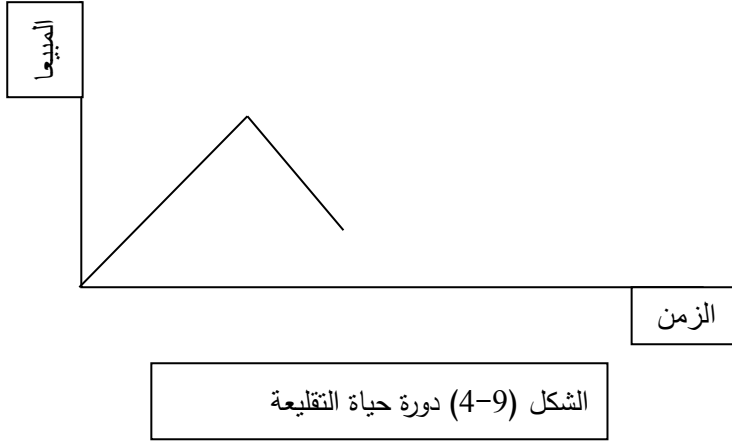 المبيعا
الزمن
الشكل (9-4) دورة حياة التقليعة